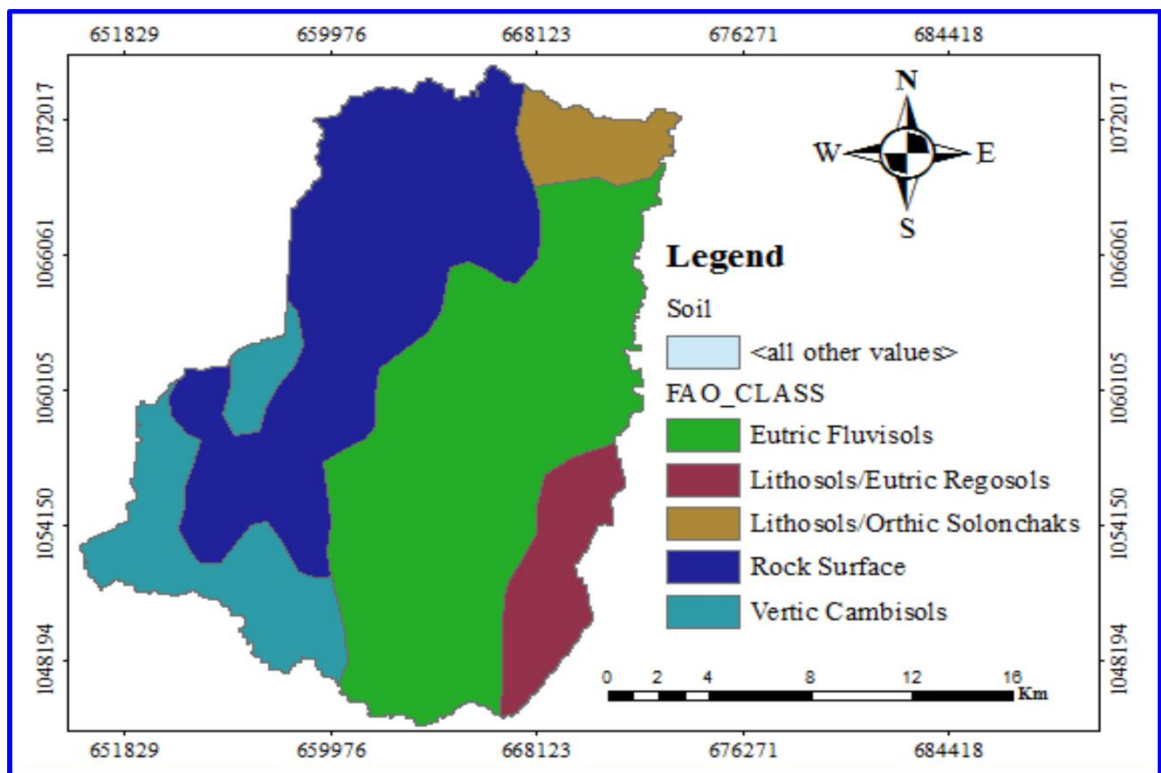 651829 659976 668123 676271 684418
1072017
1066061
1060105
1054150
1048194
N
W E
S
Legend
Soil
<all other values>
FAO_CLASS
Eutric Fluvisols
Lithosols/Eutric Regosols
Lithosols/Orthic Solonchaks
Rock Surface
Vertic Cambisols
0 2 4 8 12 16
Km
1072017
1066061
1060105
1054150
1048194
651829 659976 668123 676271 684418